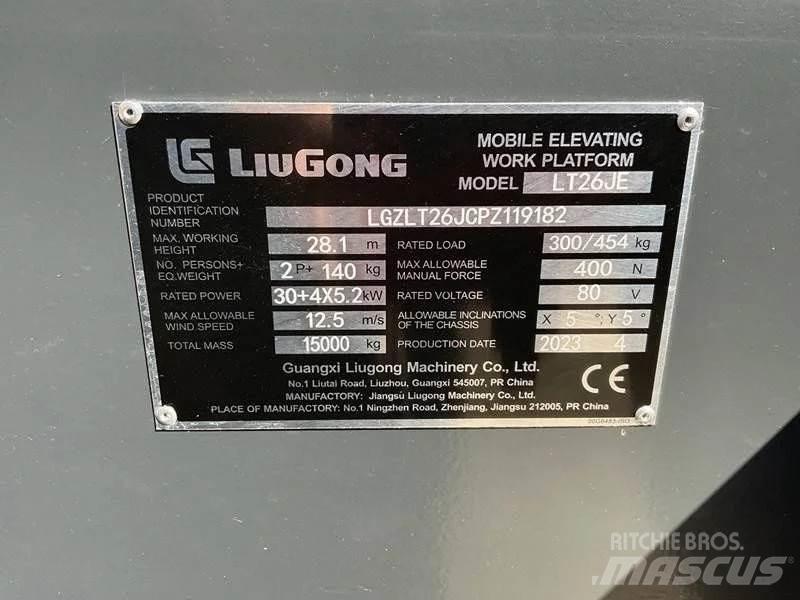 LG LIUGONG
MOBILE ELEVATING
WORK PLATFORM
MODEL LT26JE
PRODUCT
IDENTIFICATION
NUMBER LGZLT26JCPZ119182
MAX. WORKING
HEIGHT 28.1 m RATED LOAD 300/454 kg
NO. PERSONS+
EQ.WEIGHT 2 P+ 140 kg MAX ALLOWABLE
MANUAL FORCE 400 N
RATED POWER 30+4X5.2 kW RATED VOLTAGE 80 V
MAX ALLOWABLE
WIND SPEED 12.5 m/s ALLOWABLE INCLINATIONS
OF THE CHASSIS X 5 °; Y 5 °
TOTAL MASS 15000 kg PRODUCTION DATE 2023 4
Guangxi Liugong Machinery Co., Ltd.
No.1 Liutai Road, Liuzhou, Guangxi 545007, PR China
MANUFACTORY: Jiangsu Liugong Machinery Co., Ltd.
PLACE OF MANUFACTORY: No.1 Ningzhen Road, Zhenjiang, Jiangsu 212005, PR China
CE
RITCHIE BROS.
MASCUS